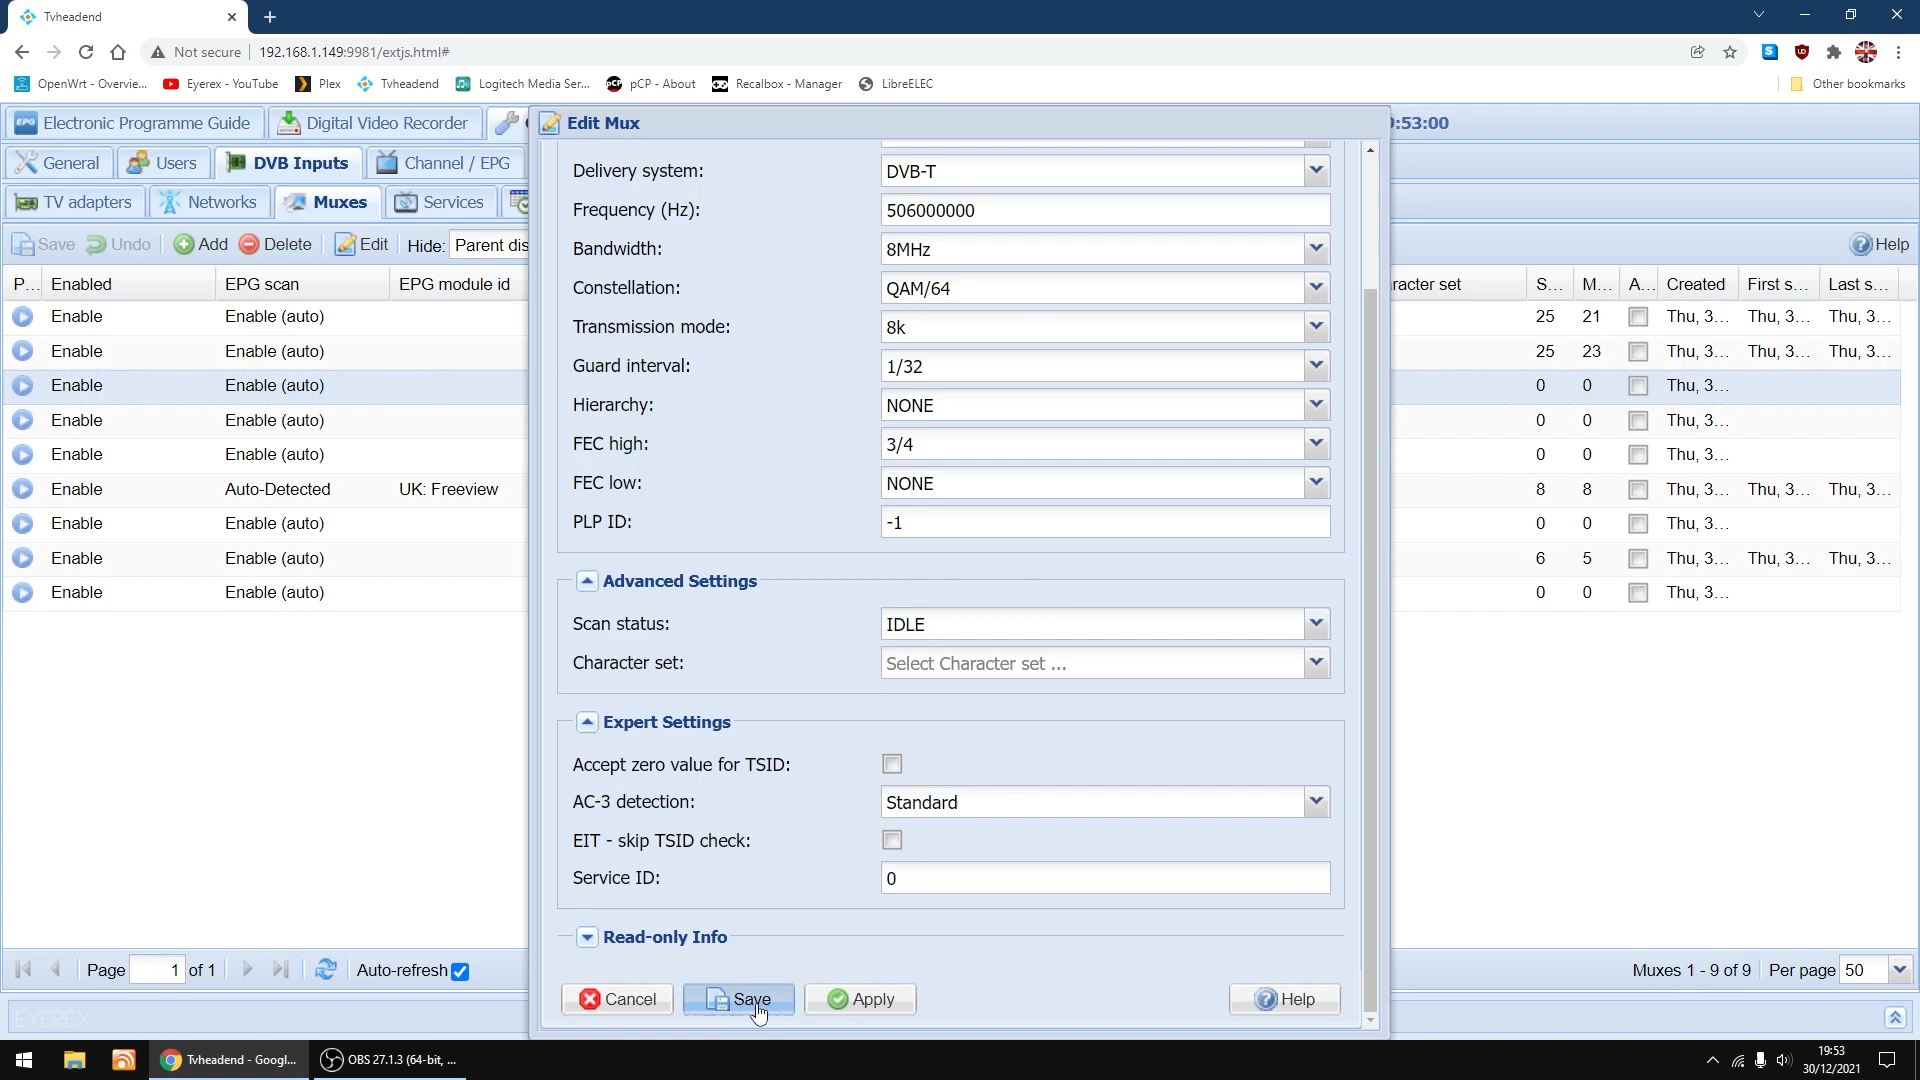 Tvheadend
Not secure 192.168.1.149:9981/extjs.html#
OpenWrt - Overvie... Eyerex - YouTube Plex Tvheadend Logitech Media Ser... pCP - About Recalbox - Manager LibreELEC Other bookmarks
Electronic Programme Guide Digital Video Recorder Edit Mux :53:00
General Users DVB Inputs Channel / EPG
TV adapters Networks Muxes Services
Save Undo Add Delete Edit Hide: Parent dis Help
P... Enabled EPG scan EPG module id racter set S... M... A... Created First s... Last s...
Enable Enable (auto) 25 21 Thu, 3... Thu, 3... Thu, 3...
Enable Enable (auto) 25 23 Thu, 3... Thu, 3... Thu, 3...
Enable Enable (auto) 0 0 Thu, 3...
Enable Enable (auto) 0 0 Thu, 3...
Enable Enable (auto) 0 0 Thu, 3...
Enable Auto-Detected UK: Freeview 8 8 Thu, 3... Thu, 3... Thu, 3...
Enable Enable (auto) 0 0 Thu, 3...
Enable Enable (auto) 6 5 Thu, 3... Thu, 3... Thu, 3...
Enable Enable (auto) 0 0 Thu, 3...
Delivery system: DVB-T
Frequency (Hz): 506000000
Bandwidth: 8MHz
Constellation: QAM/64
Transmission mode: 8k
Guard interval: 1/32
Hierarchy: NONE
FEC high: 3/4
FEC low: NONE
PLP ID: -1
Advanced Settings
Scan status: IDLE
Character set: Select Character set ...
Expert Settings
Accept zero value for TSID:
AC-3 detection: Standard
EIT - skip TSID check:
Service ID: 0
Read-only Info
Cancel Save Apply Help
Page 1 of 1 Auto-refresh Muxes 1 - 9 of 9 Per page 50
EYEREX
Tvheadend - Googl... OBS 27.1.3 (64-bit, ... 19:53
30/12/2021